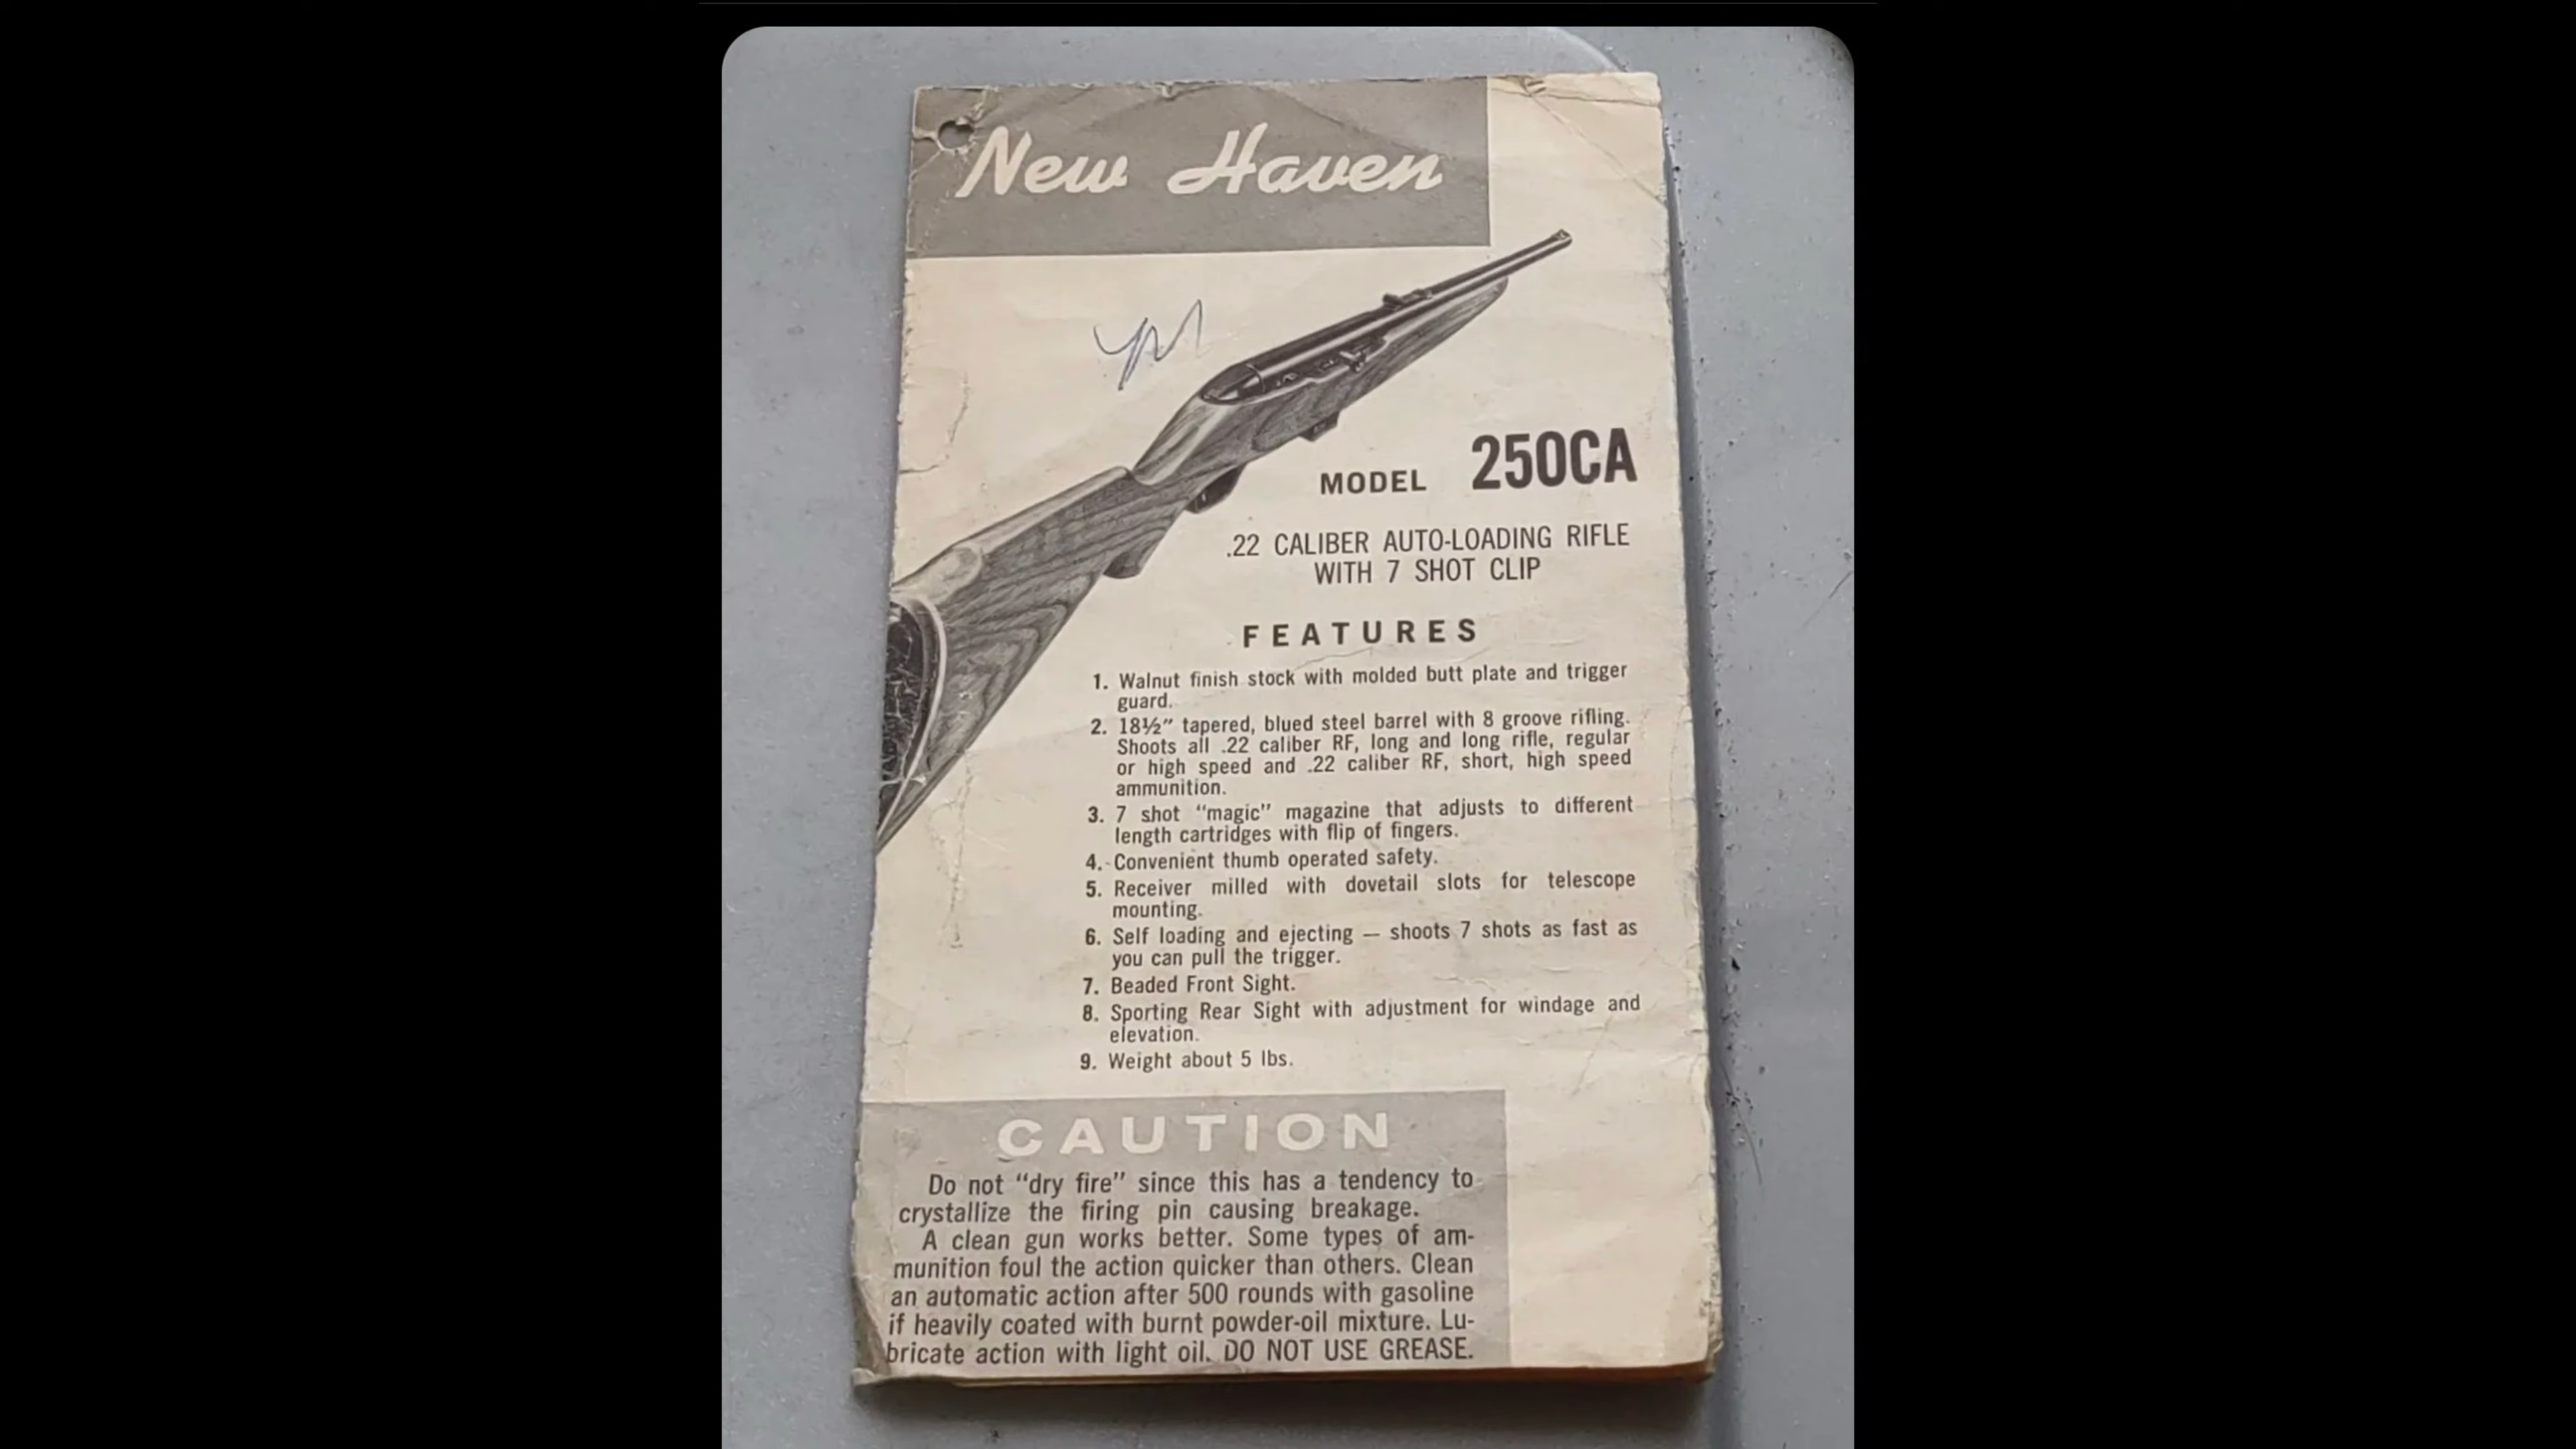 New Haven
MODEL 250CA
.22 CALIBER AUTO-LOADING RIFLE
WITH 7 SHOT CLIP
FEATURES
1. Walnut finish stock with molded butt plate and trigger
guard.
2. 18½" tapered, blued steel barrel with 8 groove rifling.
Shoots all .22 caliber RF, long and long rifle, regular
or high speed and .22 caliber RF, short, high speed
ammunition.
3. 7 shot "magic" magazine that adjusts to different
length cartridges with flip of fingers.
4. Convenient thumb operated safety.
5. Receiver milled with dovetail slots for telescope
mounting.
6. Self loading and ejecting — shoots 7 shots as fast as
you can pull the trigger.
7. Beaded Front Sight.
8. Sporting Rear Sight with adjustment for windage and
elevation.
9. Weight about 5 lbs.
CAUTION
Do not "dry fire" since this has a tendency to
crystallize the firing pin causing breakage.
A clean gun works better. Some types of am-
munition foul the action quicker than others. Clean
an automatic action after 500 rounds with gasoline
if heavily coated with burnt powder-oil mixture. Lu-
bricate action with light oil. DO NOT USE GREASE.